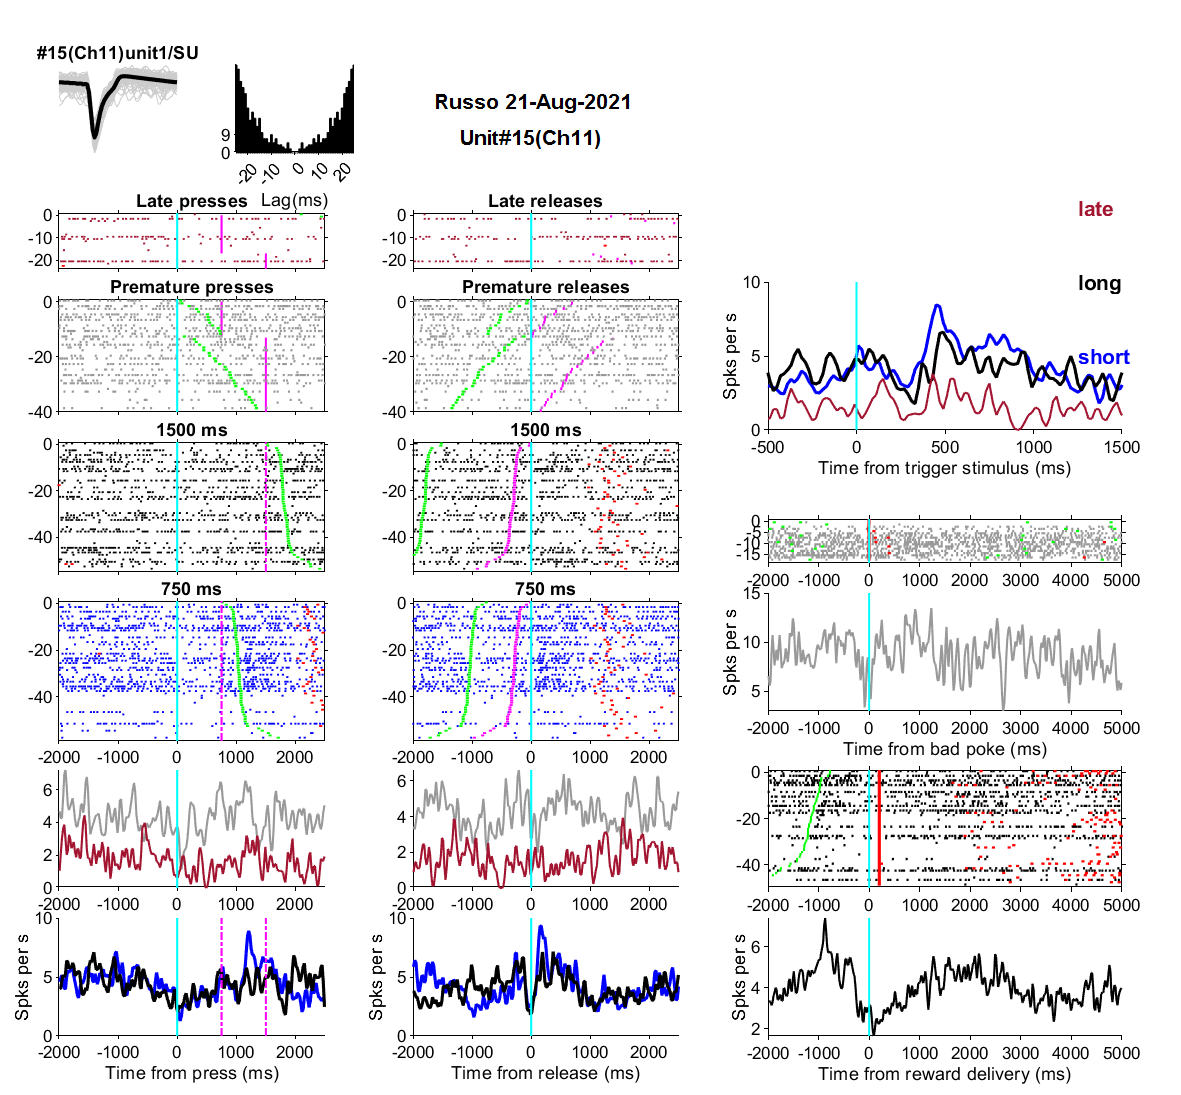 #15(Ch11)unit1/SU
9
0
-20 -10 0 10 20
Lag(ms)
Russo 21-Aug-2021
Unit#15(Ch11)
Late presses
0
-10
-20
Late releases
0
-10
-20
late
long
short
Premature presses
0
-20
-40
Premature releases
0
-20
-40
10
5
0
Spks per s
-500 0 500 1000 1500
Time from trigger stimulus (ms)
1500 ms
0
-20
-40
1500 ms
0
-20
-40
0
-5
-10
-15
-2000 -1000 0 1000 2000 3000 4000 5000
750 ms
0
-20
-40
-2000 -1000 0 1000 2000
750 ms
0
-20
-40
-2000 -1000 0 1000 2000
15
10
5
Spks per s
-2000 -1000 0 1000 2000 3000 4000 5000
Time from bad poke (ms)
6
4
2
0
-2000 -1000 0 1000 2000
6
4
2
0
-2000 -1000 0 1000 2000
0
-20
-40
-2000 -1000 0 1000 2000 3000 4000 5000
10
5
0
Spks per s
-2000 -1000 0 1000 2000
Time from press (ms)
10
5
0
Spks per s
-2000 -1000 0 1000 2000
Time from release (ms)
6
4
2
Spks per s
-2000 -1000 0 1000 2000 3000 4000 5000
Time from reward delivery (ms)